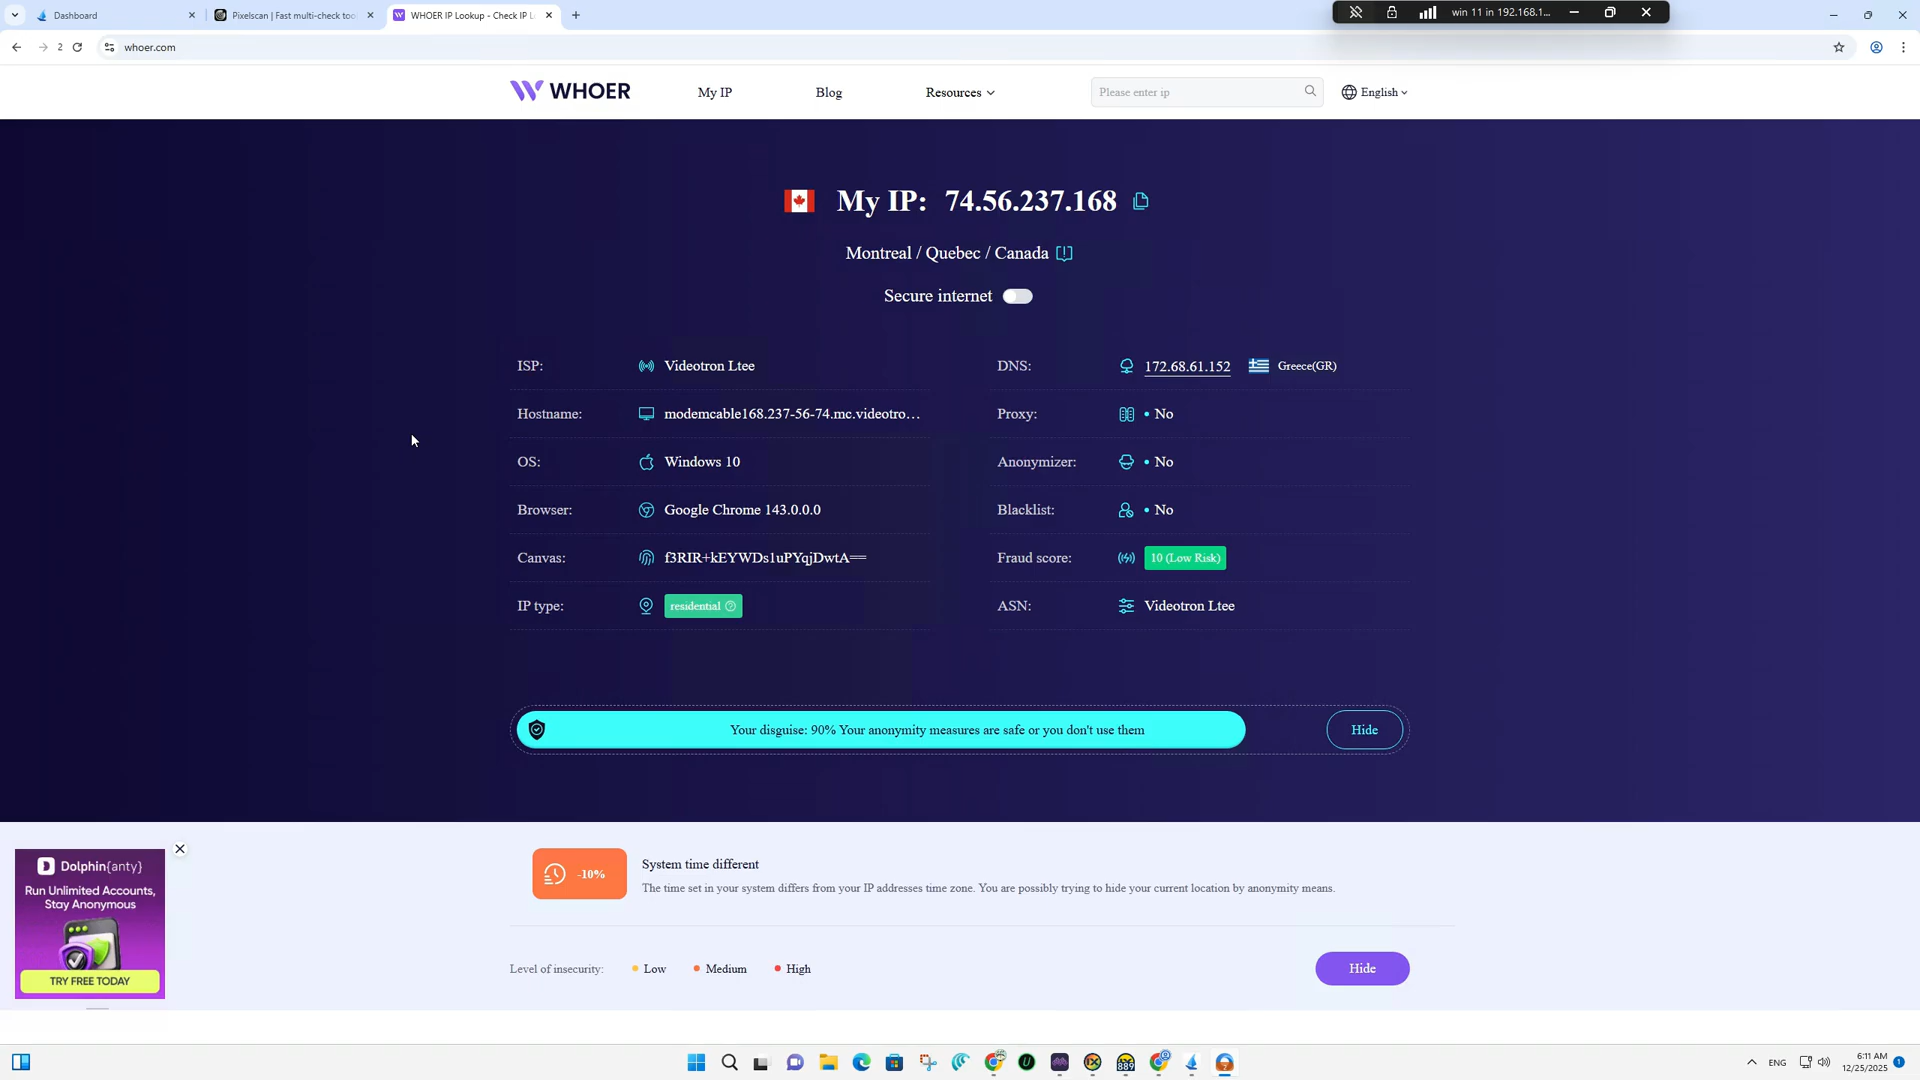 Dashboard
Pixelscan | Fast multi-check too
WHOER IP Lookup - Check IP L
win 11 in 192.168.1...
2
whoer.com
WHOER
My IP
Blog
Resources
Please enter ip
English
My IP: 74.56.237.168
Montreal / Quebec / Canada
Secure internet
ISP: Videotron Ltee
DNS: 172.68.61.152 Greece(GR)
Hostname: modemcable168.237-56-74.mc.videotro...
Proxy: • No
OS: Windows 10
Anonymizer: • No
Browser: Google Chrome 143.0.0.0
Blacklist: • No
Canvas: f3RIR+kEYWDs1uPYqjDwtA==
Fraud score: 10 (Low Risk)
IP type: residential
ASN: Videotron Ltee
Your disguise: 90% Your anonymity measures are safe or you don't use them
Hide
-10%
System time different
The time set in your system differs from your IP addresses time zone. You are possibly trying to hide your current location by anonymity means.
Dolphin{anty}
Run Unlimited Accounts,
Stay Anonymous
TRY FREE TODAY
Level of insecurity: Low Medium High
Hide
889
ENG
6:11 AM
12/25/2025
1